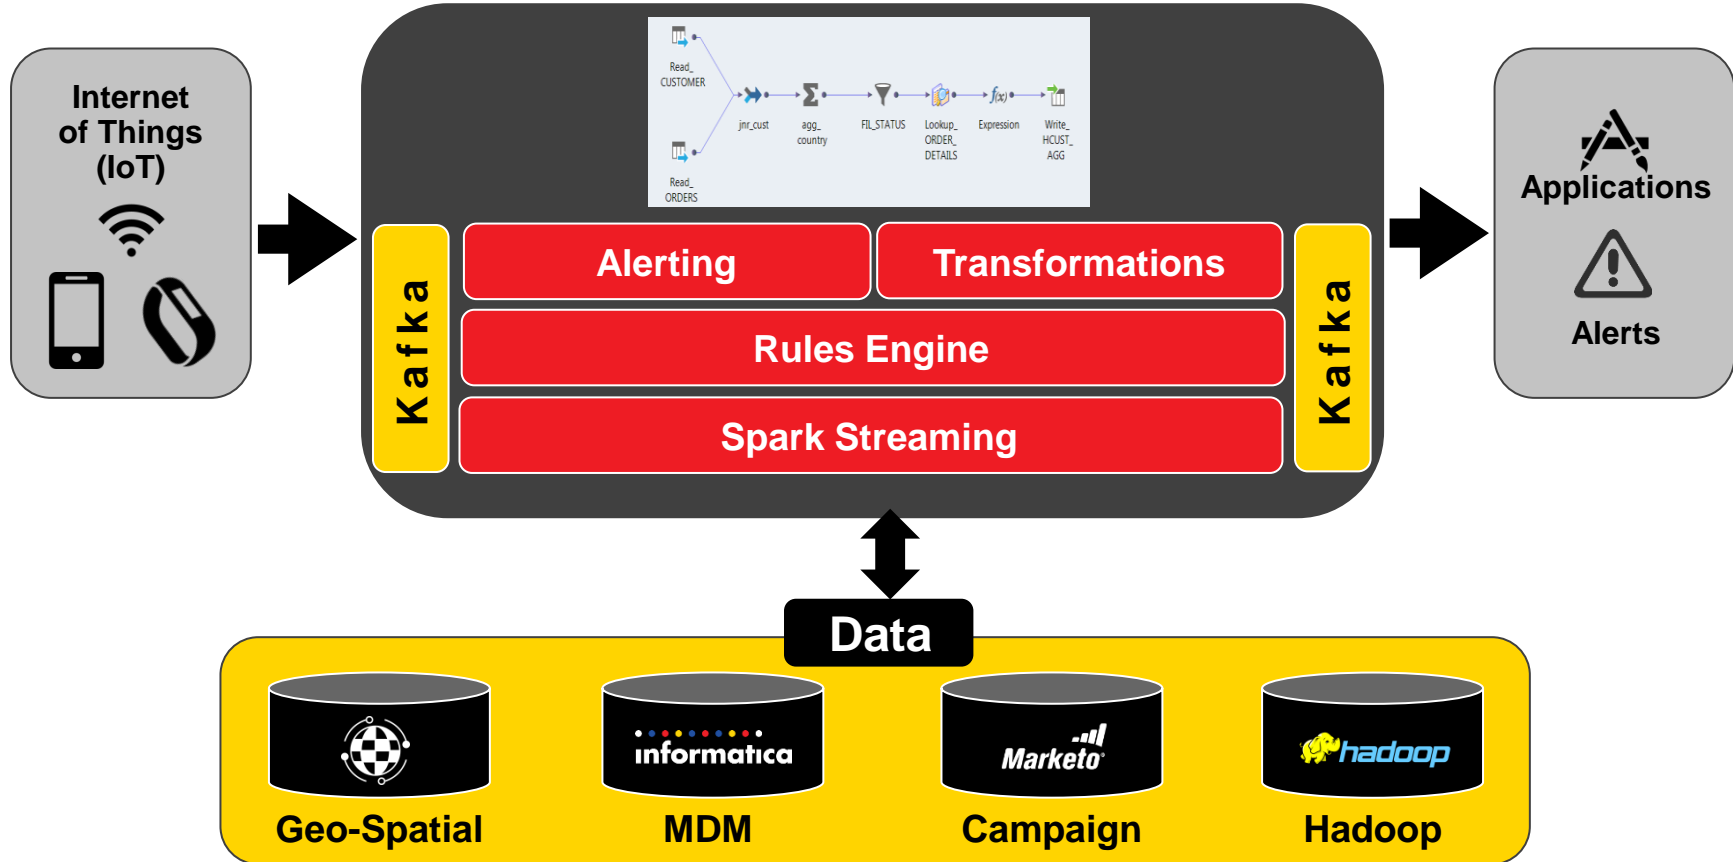 Internet
of Things
(IoT)
Read_
CUSTOMER
Read_
ORDERS
jnr_cust
agg_
country
FIL_STATUS
Lookup_
ORDER_
DETAILS
f(x)
Expression
Write_
HCUST_
AGG
Kafka
Alerting
Transformations
Rules Engine
Spark Streaming
Kafka
Applications
Alerts
Data
informatica
Marketo
hadoop
Geo-Spatial
MDM
Campaign
Hadoop